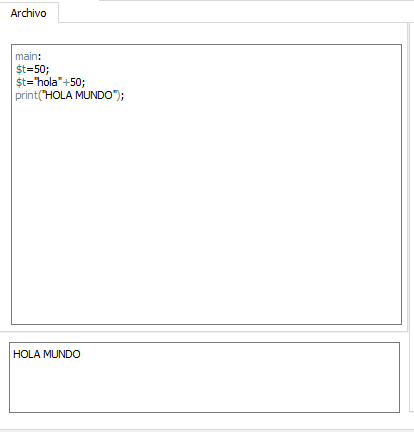 Archivo
main:
$t=50;
$t="hola"+50;
print("HOLA MUNDO");
HOLA MUNDO